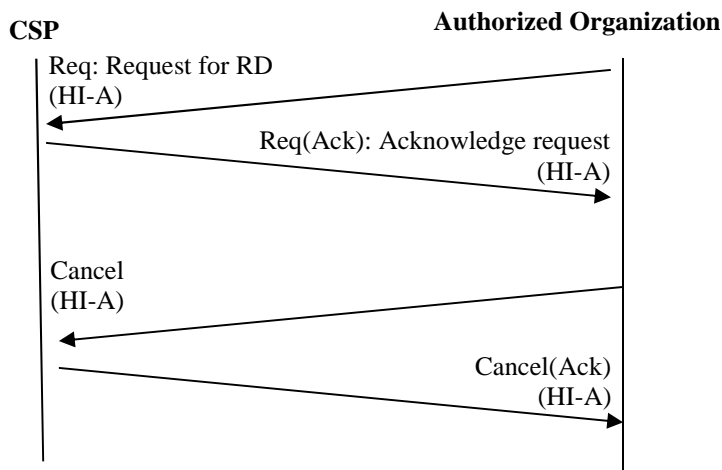 CSP
Authorized Organization
Req: Request for RD
(HI-A)
Req(Ack): Acknowledge request
(HI-A)
Cancel
(HI-A)
Cancel(Ack)
(HI-A)